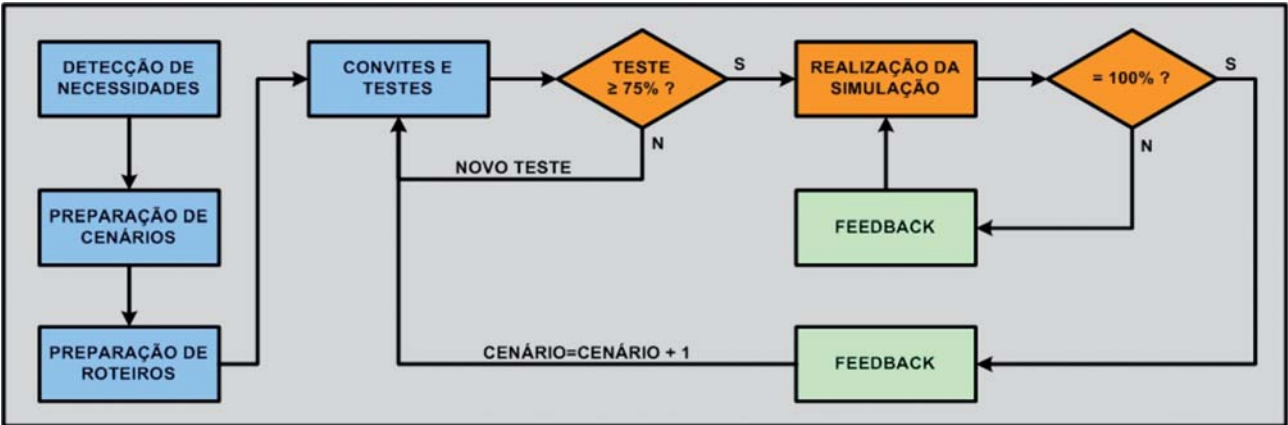 DETECÇÃO DE
NECESSIDADES
PREPARAÇÃO DE
CENÁRIOS
PREPARAÇÃO DE
ROTEIROS
CONVITES E
TESTES
TESTE
≥ 75% ?
S
N
NOVO TESTE
REALIZAÇÃO DA
SIMULAÇÃO
= 100% ?
S
N
FEEDBACK
FEEDBACK
CENÁRIO=CENÁRIO + 1